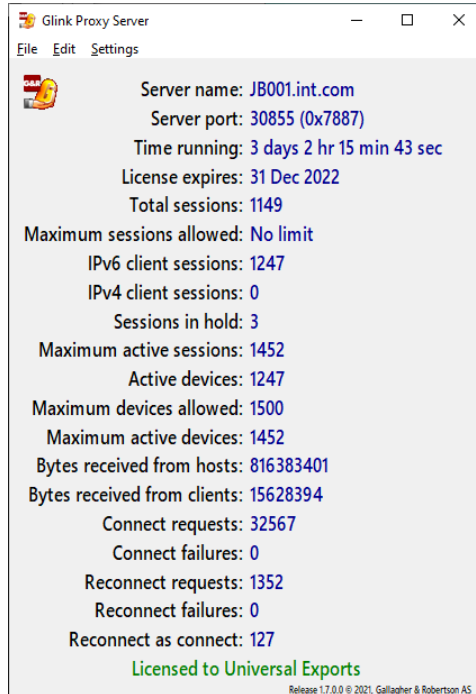 Glink Proxy Server
File Edit Settings
G&R
Server name: JB001.int.com
Server port: 30855 (0x7887)
Time running: 3 days 2 hr 15 min 43 sec
License expires: 31 Dec 2022
Total sessions: 1149
Maximum sessions allowed: No limit
IPv6 client sessions: 1247
IPv4 client sessions: 0
Sessions in hold: 3
Maximum active sessions: 1452
Active devices: 1247
Maximum devices allowed: 1500
Maximum active devices: 1452
Bytes received from hosts: 816383401
Bytes received from clients: 15628394
Connect requests: 32567
Connect failures: 0
Reconnect requests: 1352
Reconnect failures: 0
Reconnect as connect: 127
Licensed to Universal Exports
Release 1.7.0.0 © 2021, Gallagher & Robertson AS